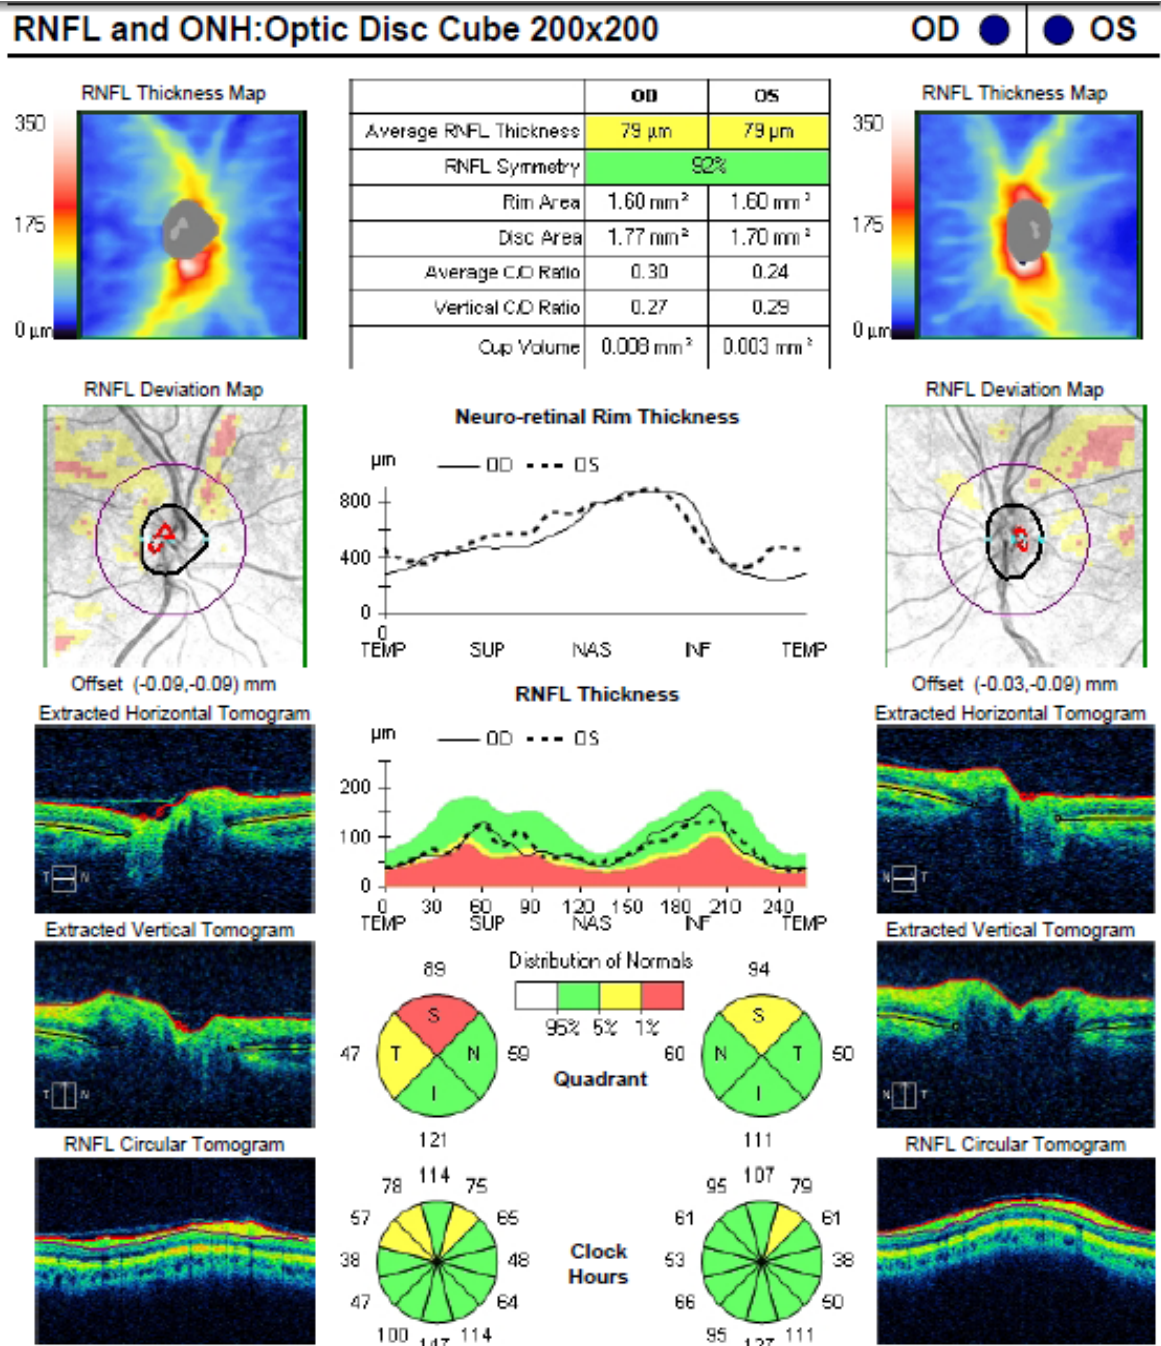 RNFL and ONH:Optic Disc Cube 200x200 OD OS
RNFL Thickness Map
350
175
0 μm
OD OS
Average RNFL Thickness 79 μm 79 μm
RNFL Symmetry 92%
Rim Area 1.60 mm² 1.60 mm²
Disc Area 1.77 mm² 1.70 mm²
Average C/D Ratio 0.30 0.24
Vertical C/D Ratio 0.27 0.29
Cup Volume 0.008 mm³ 0.003 mm³
RNFL Thickness Map
350
175
0 μm
RNFL Deviation Map
Offset (-0.09,-0.09) mm
Neuro-retinal Rim Thickness
μm OD OS
800
400
0
0
TEMP SUP NAS INF TEMP
RNFL Deviation Map
Offset (-0.03,-0.09) mm
Extracted Horizontal Tomogram
T N
RNFL Thickness
μm OD OS
200
100
0
0 30 60 90 120 150 180 210 240
TEMP SUP NAS INF TEMP
Extracted Horizontal Tomogram
N T
Extracted Vertical Tomogram
T N
Distribution of Normals
95% 5% 1%
Extracted Vertical Tomogram
N T
89
S
47 T N 59
I
121
Quadrant
94
S
60 N T 50
I
111
RNFL Circular Tomogram
114
78 75
57 65
38 48
47 64
100 114
Clock
Hours
107
95 79
61 61
53 38
66 50
95 111
RNFL Circular Tomogram